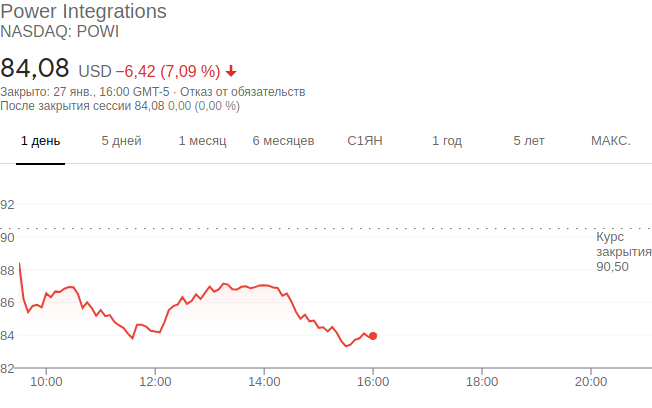 Power Integrations
NASDAQ: POWI
84,08 USD −6,42 (7,09 %)
Закрыто: 27 янв., 16:00 GMT-5 · Отказ от обязательств
После закрытия сессии 84,08 0,00 (0,00 %)
1 день 5 дней 1 месяц 6 месяцев С1ЯН 1 год 5 лет МАКС.
92
90
88
86
84
82
Курс
закрытия
90,50
10:00 12:00 14:00 16:00 18:00 20:00